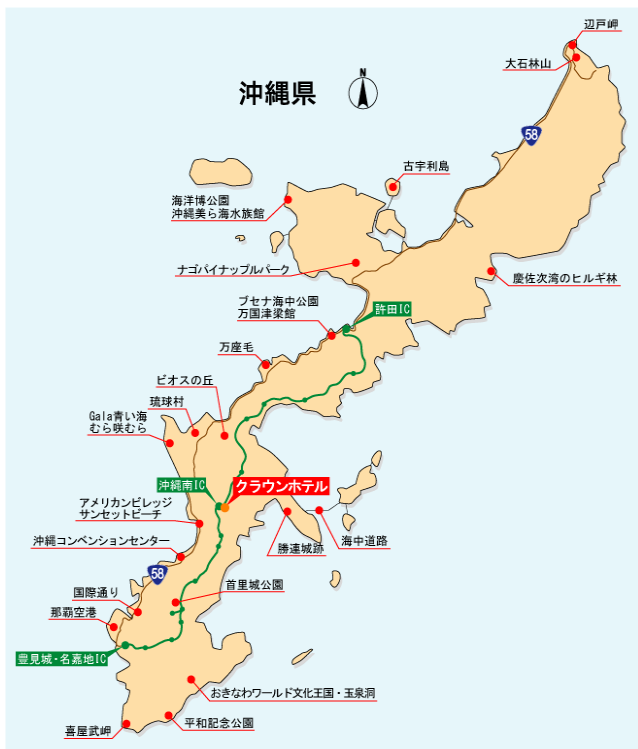 辺戸岬
大石林山
沖縄県
N
58
古宇利島
海洋博公園
沖縄美ら海水族館
ナゴパイナップルパーク
慶佐次湾のヒルギ林
ブセナ海中公園
万国津梁館
許田IC
万座毛
ビオスの丘
琉球村
Gala青い海
むら咲むら
沖縄南IC
クラウンホテル
アメリカンビレッジ
サンセットビーチ
沖縄コンベンションセンター
勝連城跡
海中道路
58
国際通り
首里城公園
那覇空港
豊見城・名嘉地IC
おきなわワールド文化王国・玉泉洞
平和記念公園
喜屋武岬